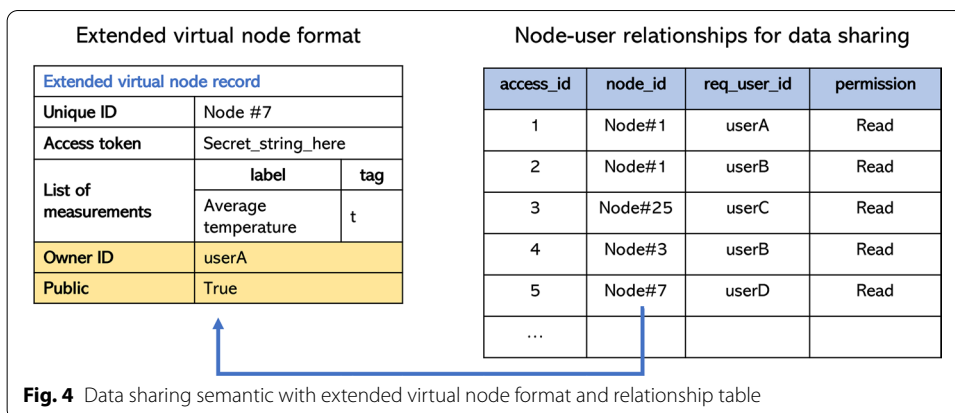 Extended virtual node format
Extended virtual node record
Unique ID Node #7
Access token Secret_string_here
List of measurements label tag
Average temperature t
Owner ID userA
Public True
Node-user relationships for data sharing
access_id node_id req_user_id permission
1 Node#1 userA Read
2 Node#1 userB Read
3 Node#25 userC Read
4 Node#3 userB Read
5 Node#7 userD Read
...
Fig. 4 Data sharing semantic with extended virtual node format and relationship table